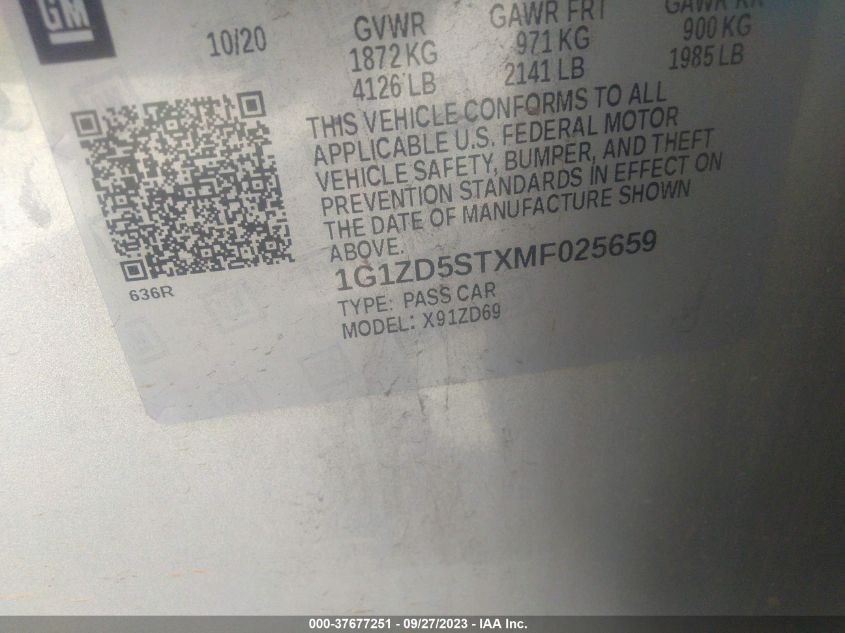 GM
10/20
GVWR GAWR FRT GAWR RR
1872 KG 971 KG 900 KG
4126 LB 2141 LB 1985 LB
THIS VEHICLE CONFORMS TO ALL
APPLICABLE U.S. FEDERAL MOTOR
VEHICLE SAFETY, BUMPER, AND THEFT
PREVENTION STANDARDS IN EFFECT ON
THE DATE OF MANUFACTURE SHOWN
ABOVE.
636R
1G1ZD5STXMF025659
TYPE: PASS CAR
MODEL: X91ZD69
000-37677251 - 09/27/2023 - IAA Inc.